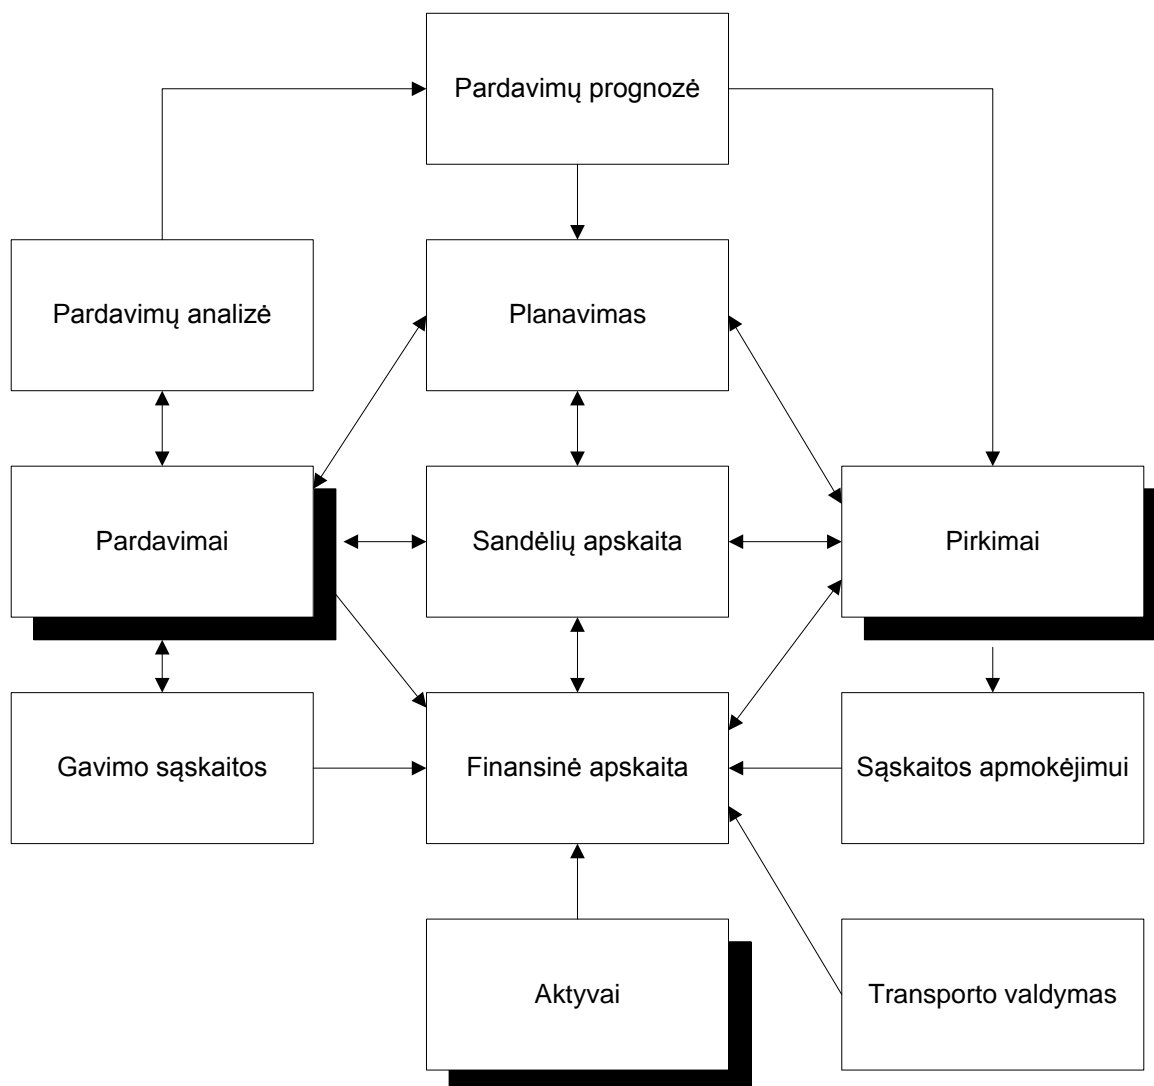 Pardavimų prognozė
Pardavimų analizė
Planavimas
Pardavimai
Sandėlių apskaita
Pirkimai
Gavimo sąskaitos
Finansinė apskaita
Sąskaitos apmokėjimui
Aktyvai
Transporto valdymas